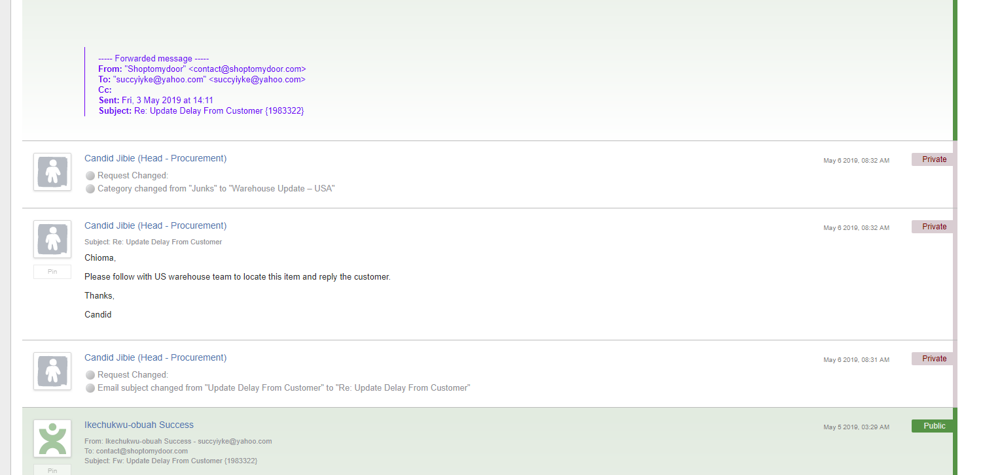 ----- Forwarded message -----
From: "Shoptomydoor" <contact@shoptomydoor.com>
To: "succyiyke@yahoo.com" <succyiyke@yahoo.com>
Cc:
Sent: Fri, 3 May 2019 at 14:11
Subject: Re: Update Delay From Customer {1983322}
Candid Jibie (Head - Procurement)
May 6 2019, 08:32 AM
Private
Request Changed:
Category changed from "Junks" to "Warehouse Update – USA"
Candid Jibie (Head - Procurement)
May 6 2019, 08:32 AM
Private
Subject: Re: Update Delay From Customer
Chioma,
Pin
Please follow with US warehouse team to locate this item and reply the customer.
Thanks,
Candid
Candid Jibie (Head - Procurement)
May 6 2019, 08:31 AM
Private
Request Changed:
Email subject changed from "Update Delay From Customer" to "Re: Update Delay From Customer"
Ikechukwu-obuah Success
May 5 2019, 03:29 AM
Public
From: Ikechukwu-obuah Success - succyiyke@yahoo.com
To: contact@shoptomydoor.com
Subject: Fw: Update Delay From Customer {1983322}
Pin